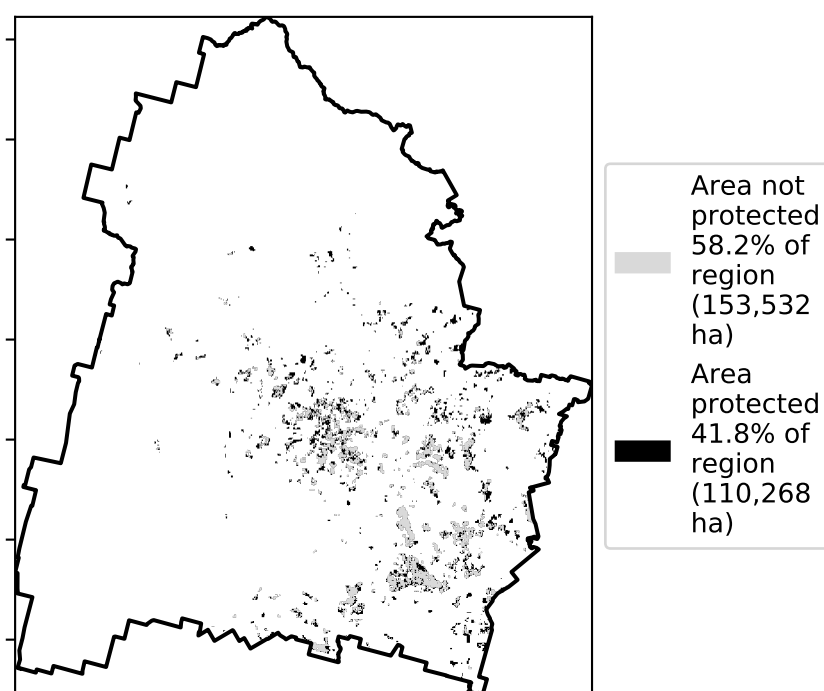 Area not
protected
58.2% of
region
(153,532
ha)
Area
protected
41.8% of
region
(110,268
ha)